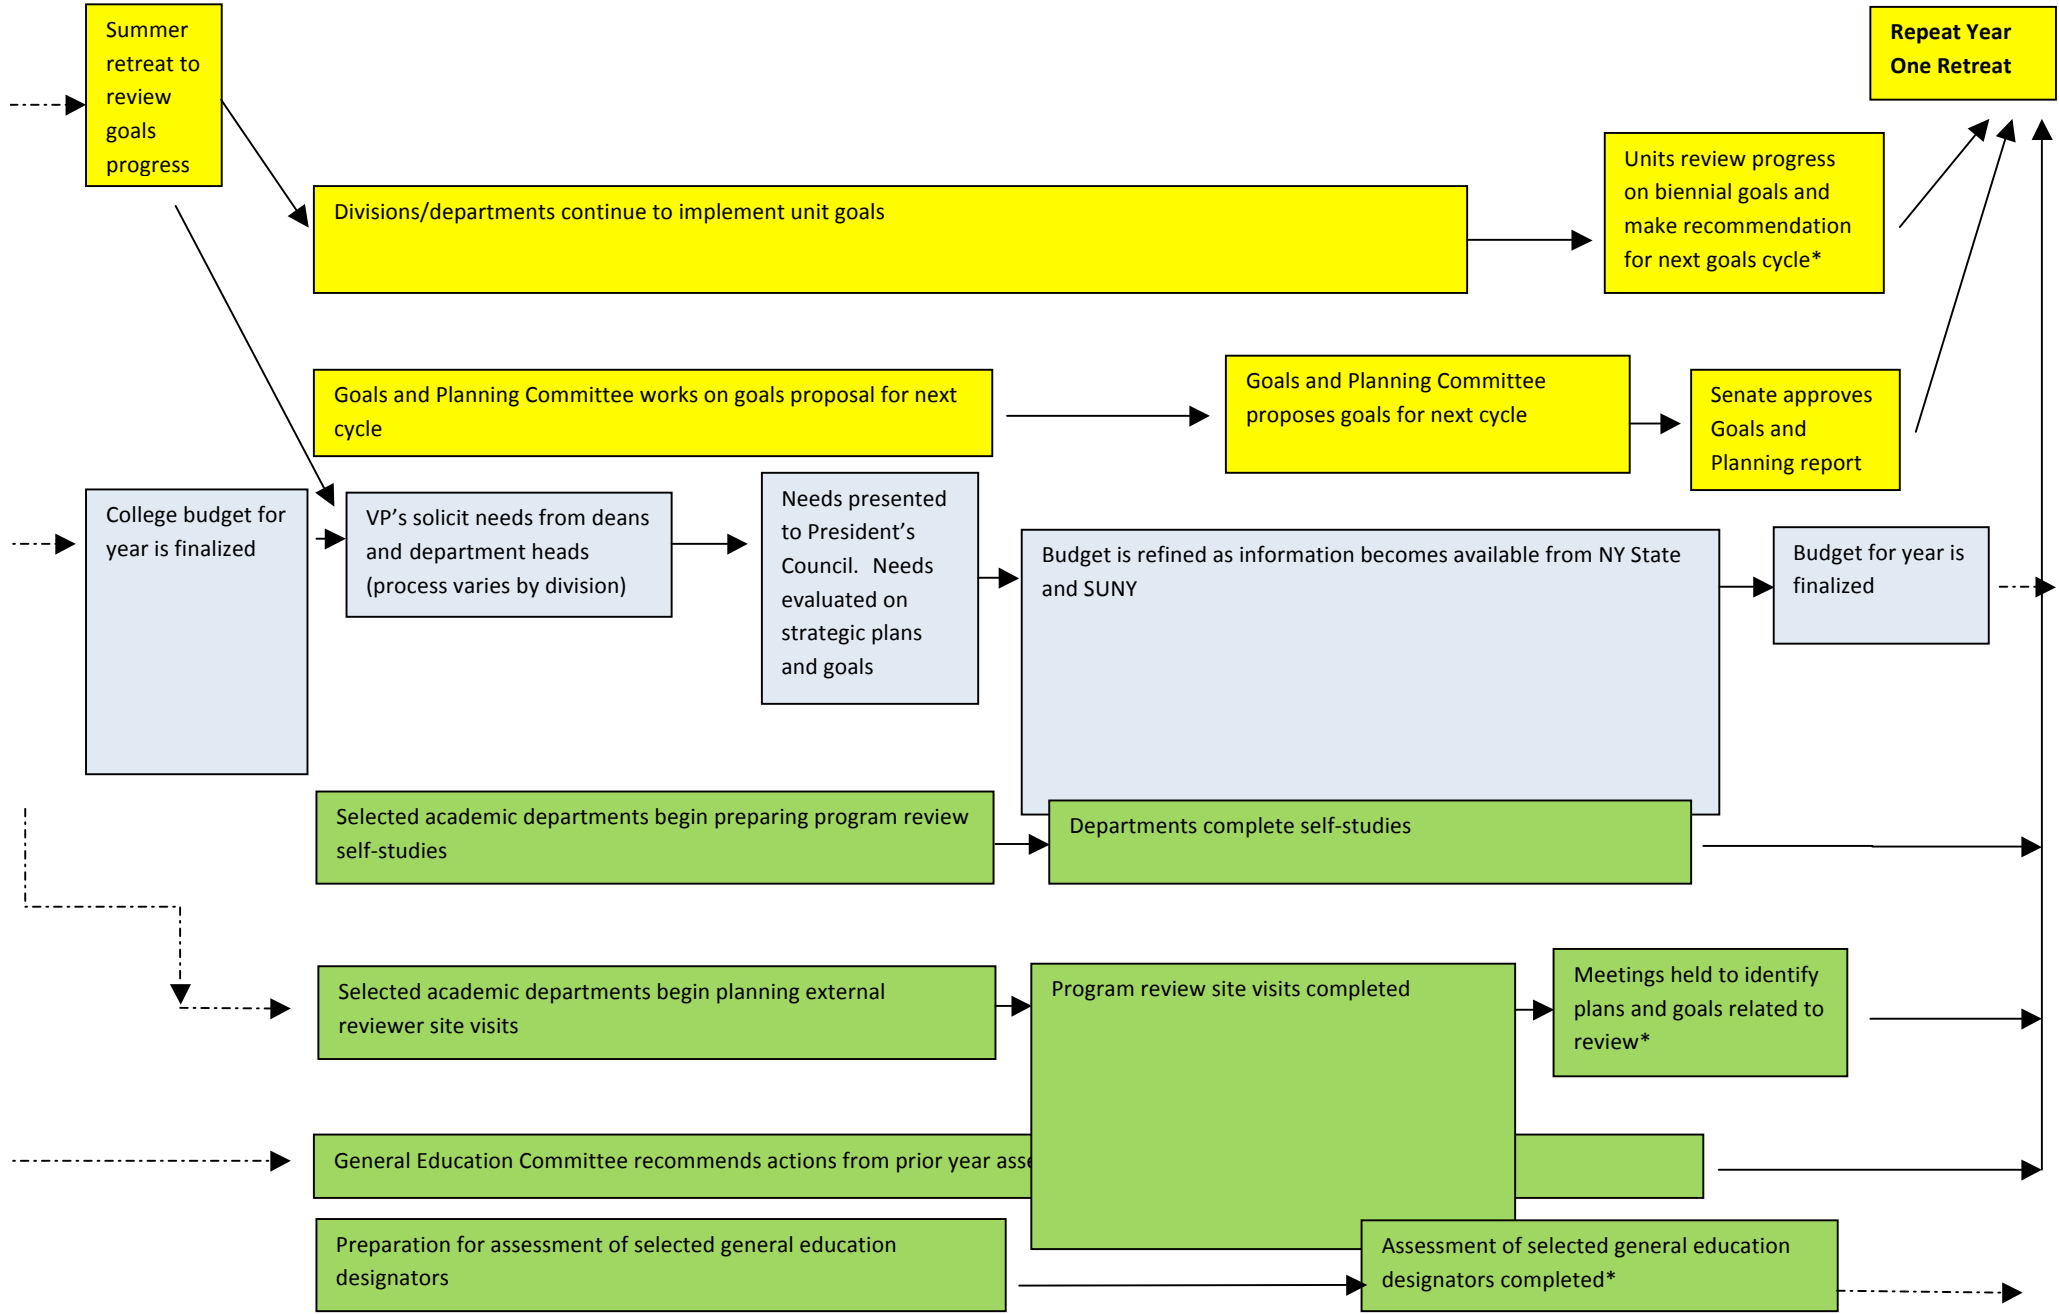 Summer
retreat to
review
goals
progress
Repeat Year
One Retreat
Divisions/departments continue to implement unit goals
Units review progress
on biennial goals and
make recommendation
for next goals cycle*
Goals and Planning Committee works on goals proposal for next
cycle
Goals and Planning Committee
proposes goals for next cycle
Senate approves
Goals and
Planning report
College budget for
year is finalized
VP's solicit needs from deans
and department heads
(process varies by division)
Needs presented
to President's
Council.  Needs
evaluated on
strategic plans
and goals
Budget is refined as information becomes available from NY State
and SUNY
Budget for year is
finalized
Selected academic departments begin preparing program review
self-studies
Departments complete self-studies
Selected academic departments begin planning external
reviewer site visits
Program review site visits completed
Meetings held to identify
plans and goals related to
review*
General Education Committee recommends actions from prior year
Preparation for assessment of selected general education
designators
Assessment of selected general education
designators completed*